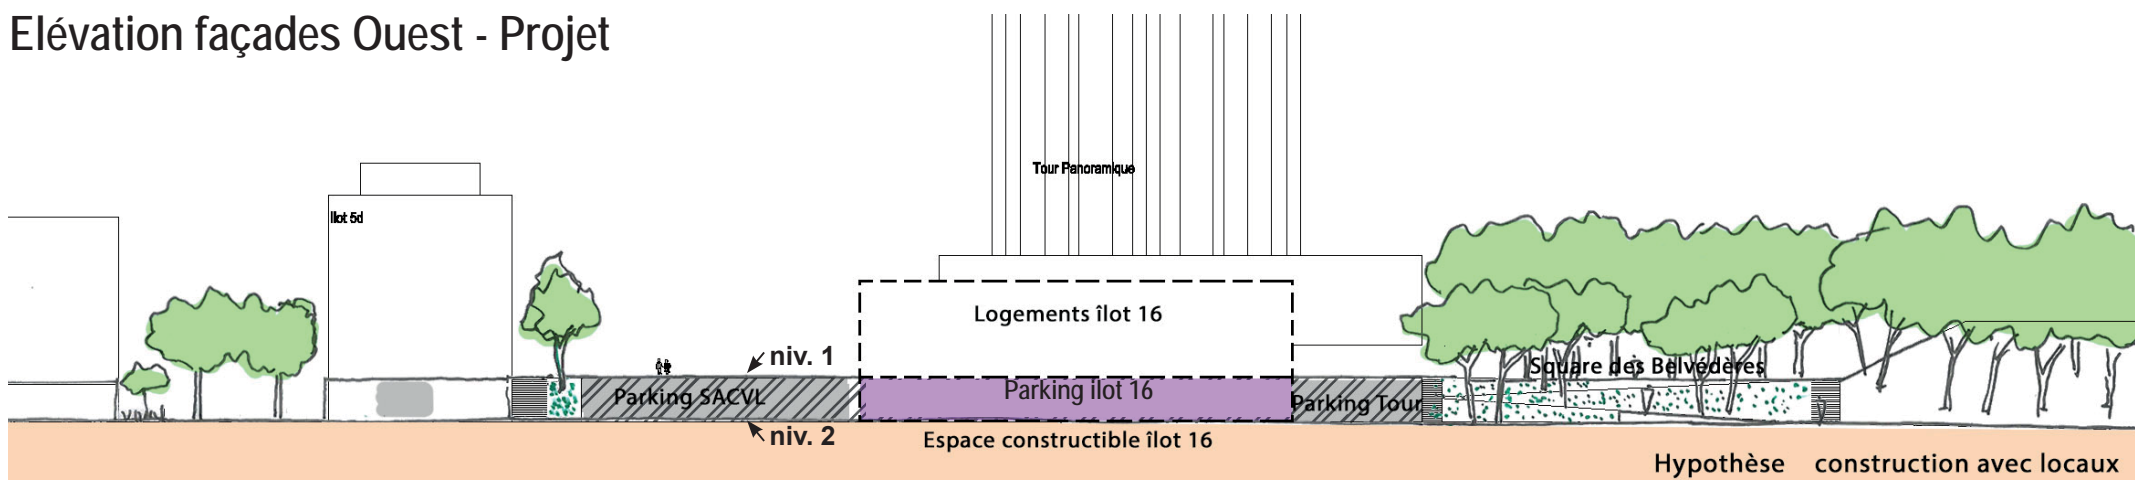 Elévation façades Ouest - Projet
Tour Panoramique
Ilot 5d
Logements îlot 16
niv. 1
Square des Belvédères
Parking SACVL
Parking îlot 16
Parking Tour
niv. 2
Espace constructible îlot 16
Hypothèse construction avec locaux